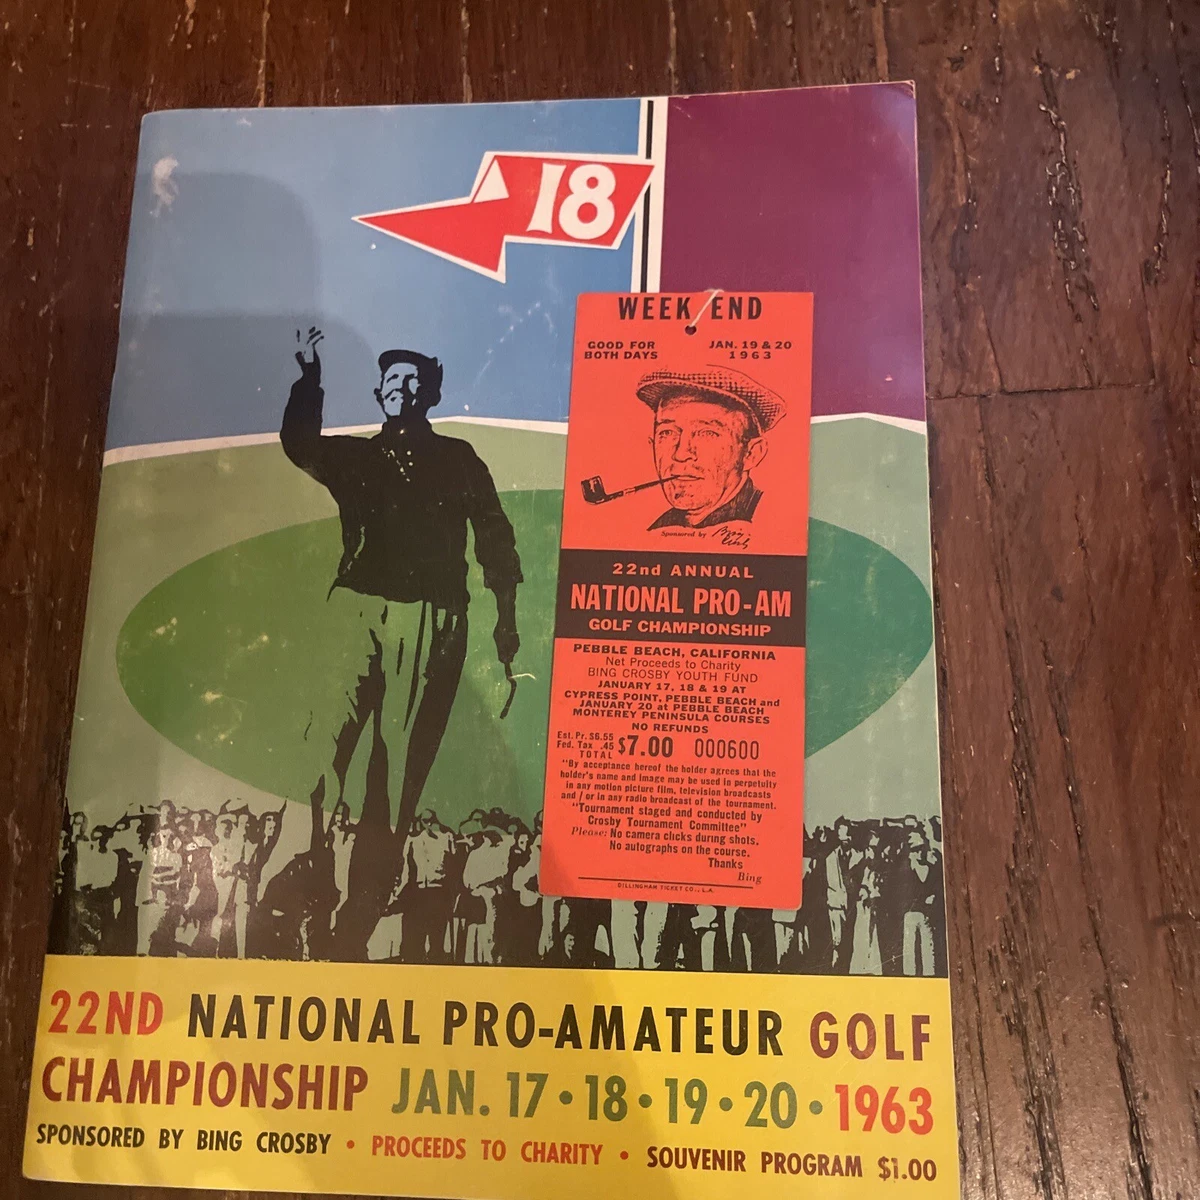 18
WEEK END
GOOD FOR BOTH DAYS
JAN. 19 & 20 1963
Sponsored by Bing Crosby
22nd ANNUAL
NATIONAL PRO-AM
GOLF CHAMPIONSHIP
PEBBLE BEACH, CALIFORNIA
Net Proceeds to Charity
BING CROSBY YOUTH FUND
JANUARY 17, 18 & 19 AT
CYPRESS POINT, PEBBLE BEACH and
JANUARY 20 at PEBBLE BEACH
MONTEREY PENINSULA COURSES
NO REFUNDS
Est. Pr. $6.55
Fed. Tax .45
TOTAL $7.00 000600
"By acceptance hereof the holder agrees that the
holder's name and image may be used in perpetuity
in any motion picture film, television broadcasts
and/or in any radio broadcast of the tournament.
"Tournament staged and conducted by
Crosby Tournament Committee"
Please: No camera clicks during shots.
No autographs on the course.
Thanks
Bing
DILLINGHAM TICKET CO., L.A.
22ND NATIONAL PRO-AMATEUR GOLF
CHAMPIONSHIP JAN. 17 • 18 • 19 • 20 • 1963
SPONSORED BY BING CROSBY • PROCEEDS TO CHARITY • SOUVENIR PROGRAM $1.00